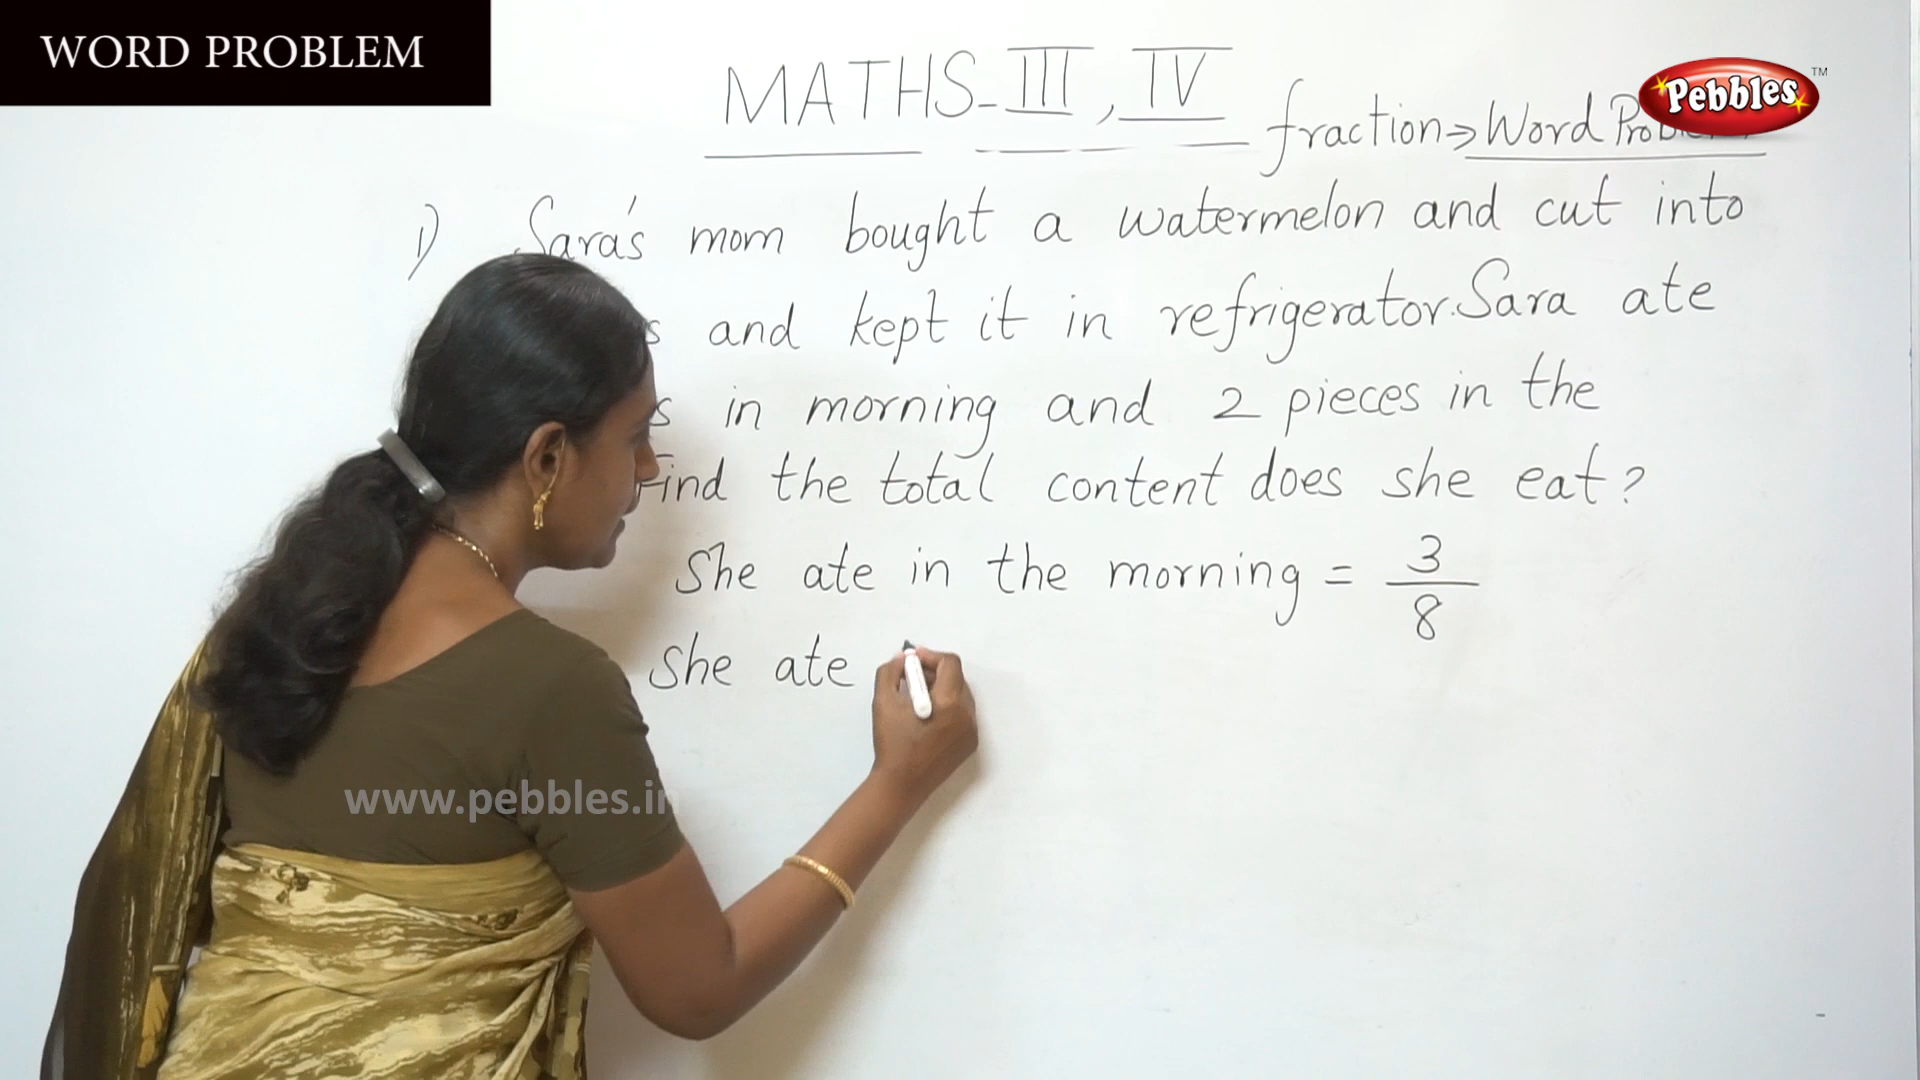 WORD PROBLEM
MATHS-III, IV
Pebbles TM
fraction⇒Word Pro
1) Sara's mom bought a watermelon and cut into
s and kept it in refrigerator. Sara ate
s in morning and 2 pieces in the
Find the total content does she eat?
She ate in the morning = 3/8
She ate
www.pebbles.in